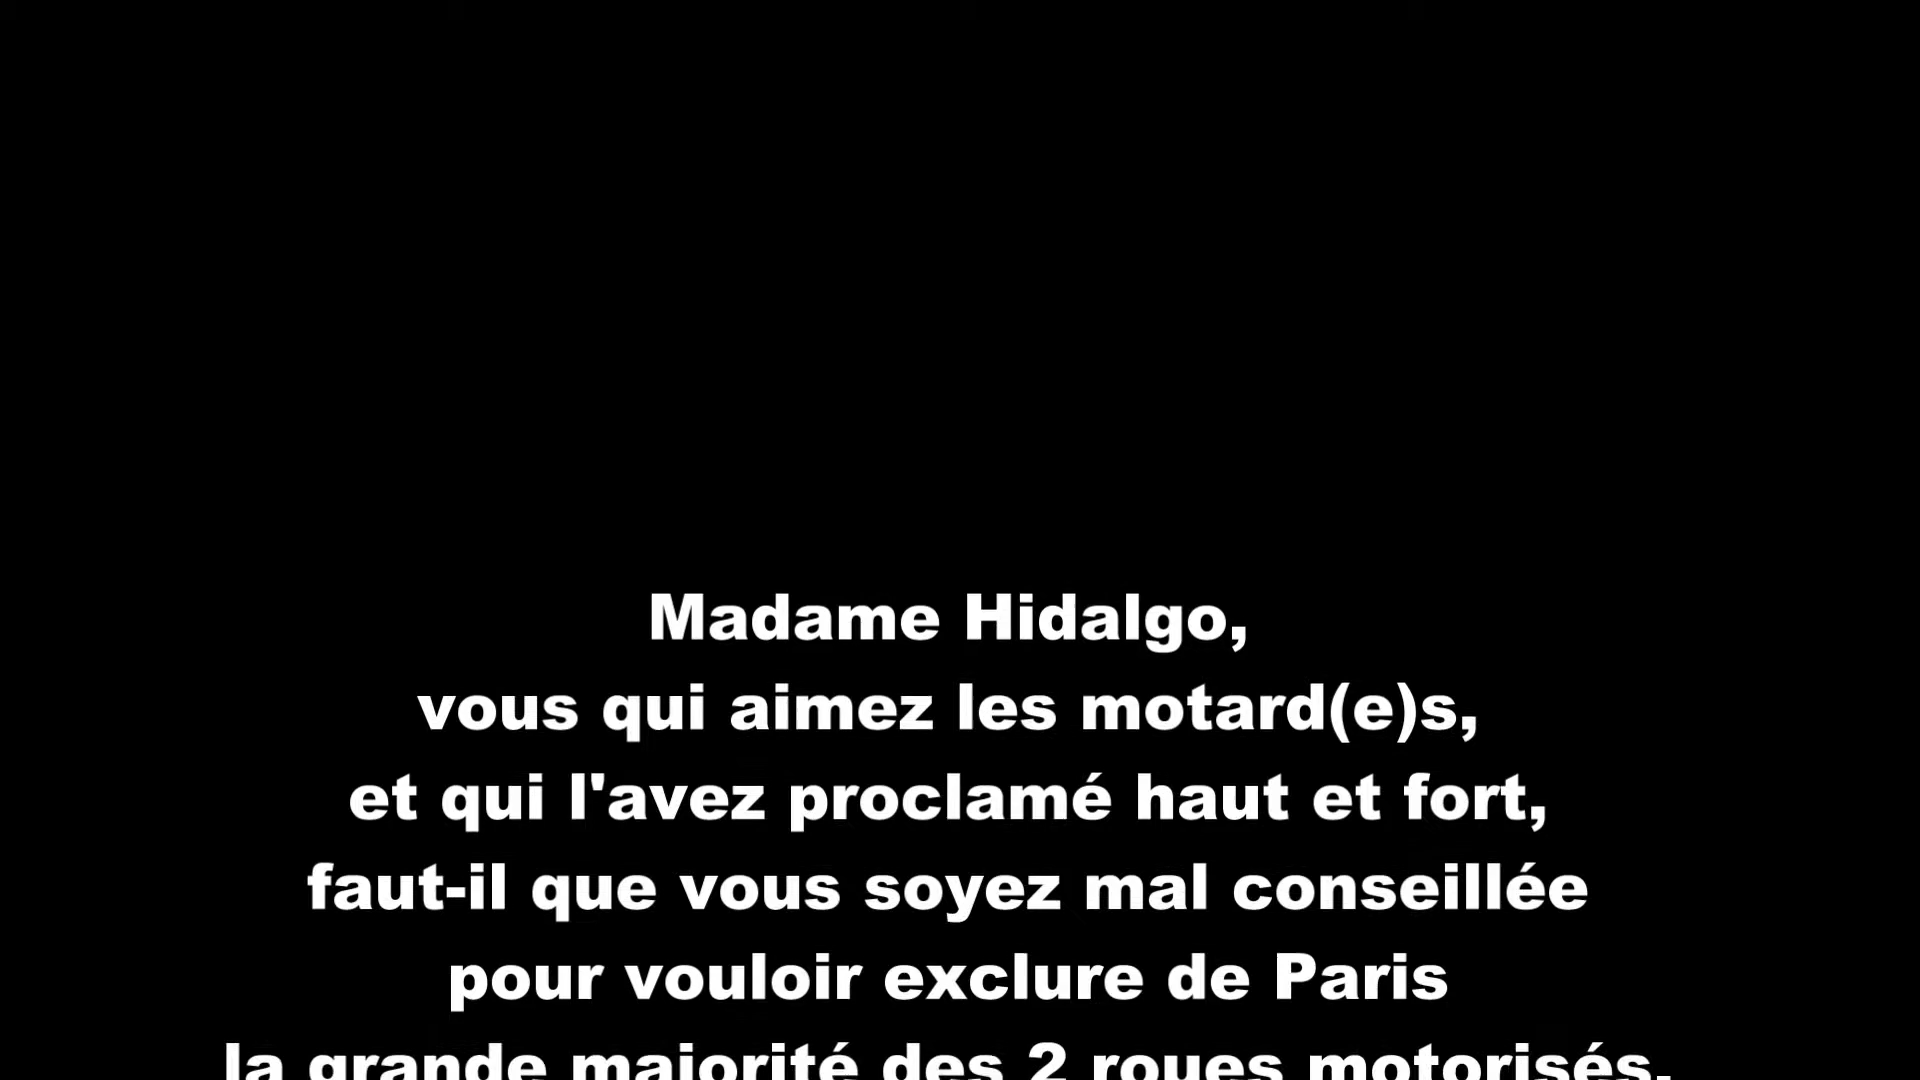 Madame Hidalgo,
vous qui aimez les motard(e)s,
et qui l'avez proclamé haut et fort,
faut-il que vous soyez mal conseillée
pour vouloir exclure de Paris
la grande majorité des 2 roues motorisés,